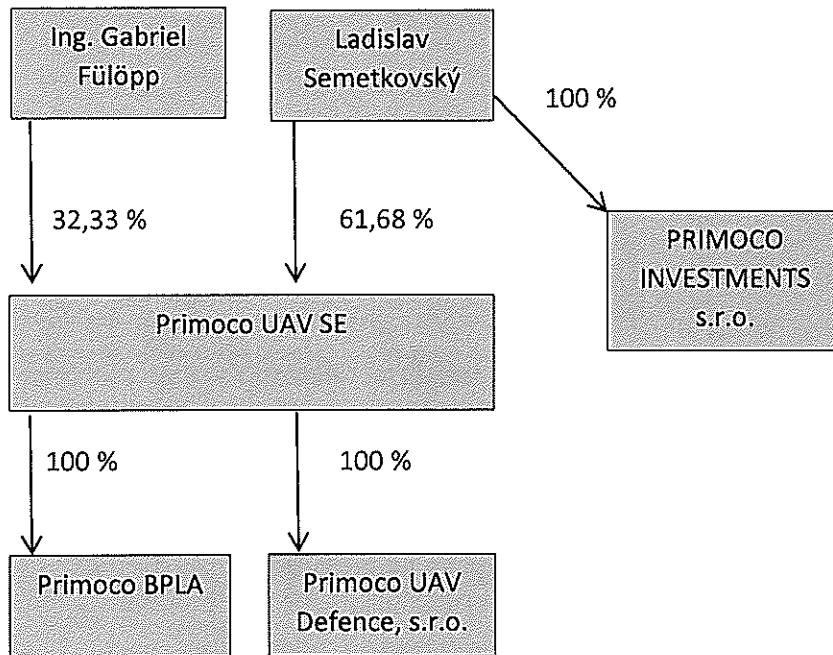 Ing. Gabriel
Fülöpp
Ladislav
Semetkovský
100 %
32,33 %
61,68 %
PRIMOCO
INVESTMENTS
s.r.o.
Primoco UAV SE
100 %
100 %
Primoco BPLA
Primoco UAV
Defence, s.r.o.